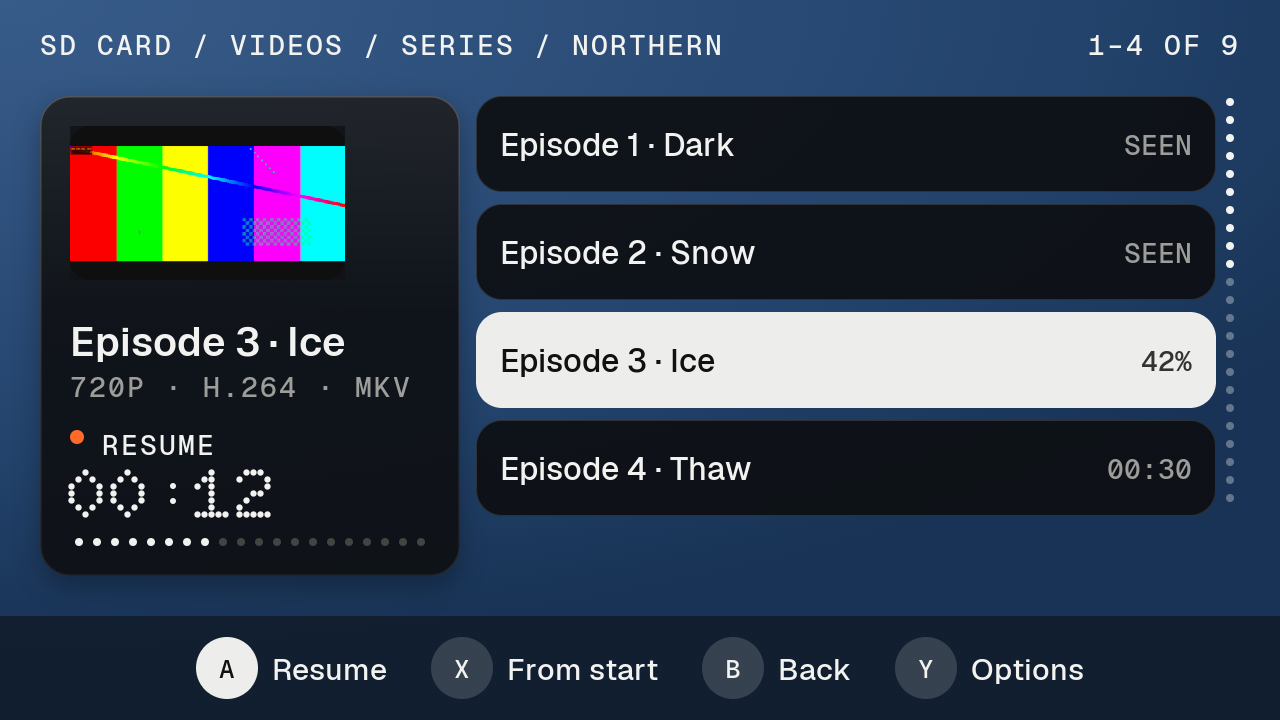 SD CARD / VIDEOS / SERIES / NORTHERN
1–4 OF 9
Episode 3 · Ice
720P · H.264 · MKV
RESUME
00:12
Episode 1 · Dark
SEEN
Episode 2 · Snow
SEEN
Episode 3 · Ice
42%
Episode 4 · Thaw
00:30
A Resume
X From start
B Back
Y Options